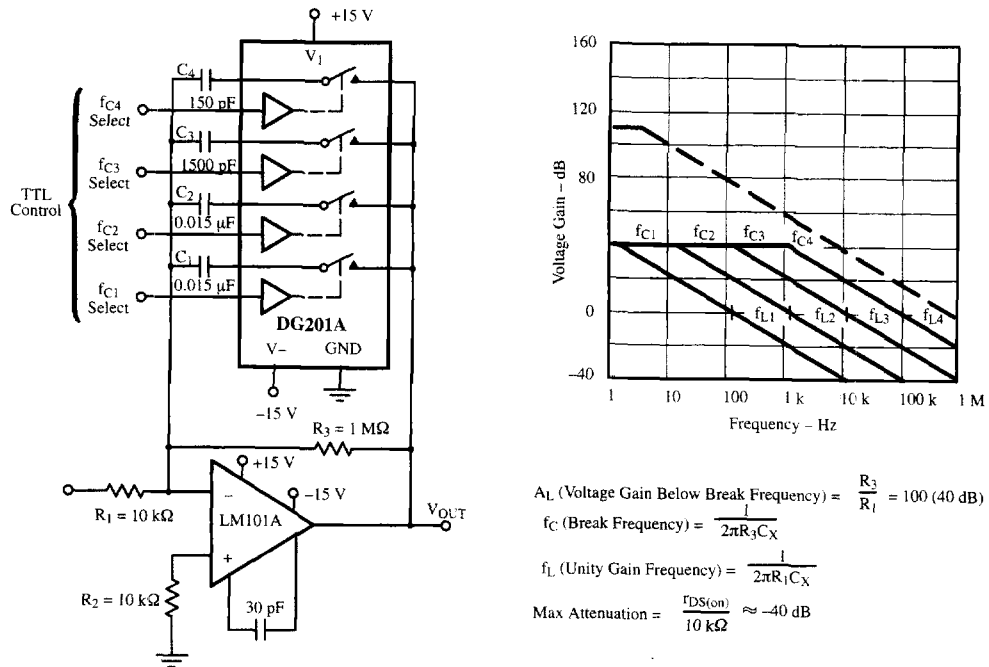 +15 V
V1
C4
150 pF
fC4
Select
C3
1500 pF
fC3
Select
TTL
Control
C2
0.015 µF
fC2
Select
C1
0.015 µF
fC1
Select
DG201A
V–
GND
–15 V
R3 = 1 MΩ
+15 V
–15 V
–
LM101A
+
R1 = 10 kΩ
VOUT
R2 = 10 kΩ
30 pF
Voltage Gain – dB
160
120
80
40
0
–40
fC1
fC2
fC3
fC4
fL1
fL2
fL3
fL4
1
10
100
1 k
10 k
100 k
1 M
Frequency – Hz
AL (Voltage Gain Below Break Frequency) = R3/R1 = 100 (40 dB)
fC (Break Frequency) = 1/2πR3CX
fL (Unity Gain Frequency) = 1/2πR1CX
Max Attenuation = rDS(on)/10 kΩ ≈ –40 dB